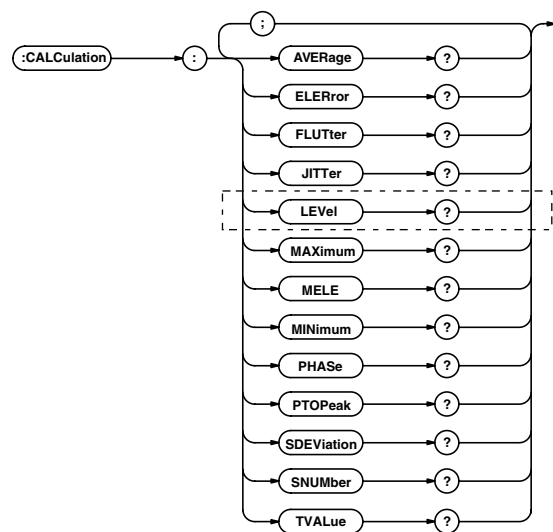 ;
:CALCulation : AVERage ?
ELERror ?
FLUTter ?
JITTer ?
LEVel ?
MAXimum ?
MELE ?
MINimum ?
PHASe ?
PTOPeak ?
SDEViation ?
SNUMber ?
TVALue ?